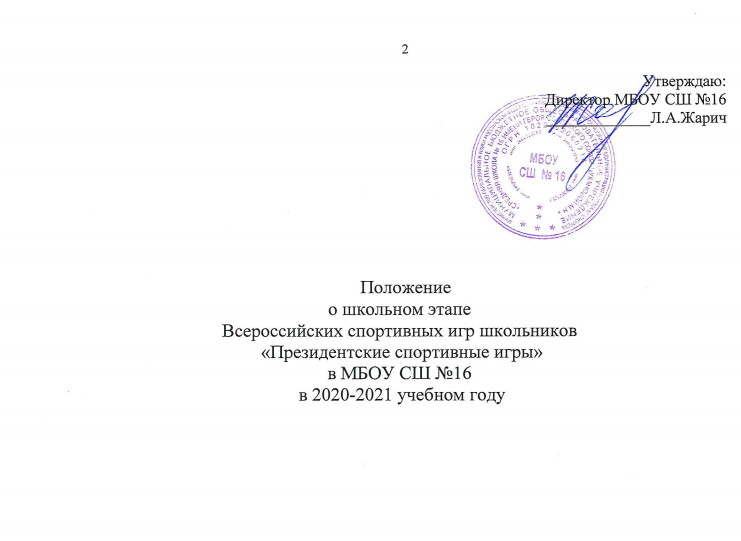 2
Утверждаю:
Директор МБОУ СШ №16
_____________Л.А.Жарич
МБОУ
СШ № 16
Положение
о школьном этапе
Всероссийских спортивных игр школьников
«Президентские спортивные игры»
в МБОУ СШ №16
в 2020-2021 учебном году